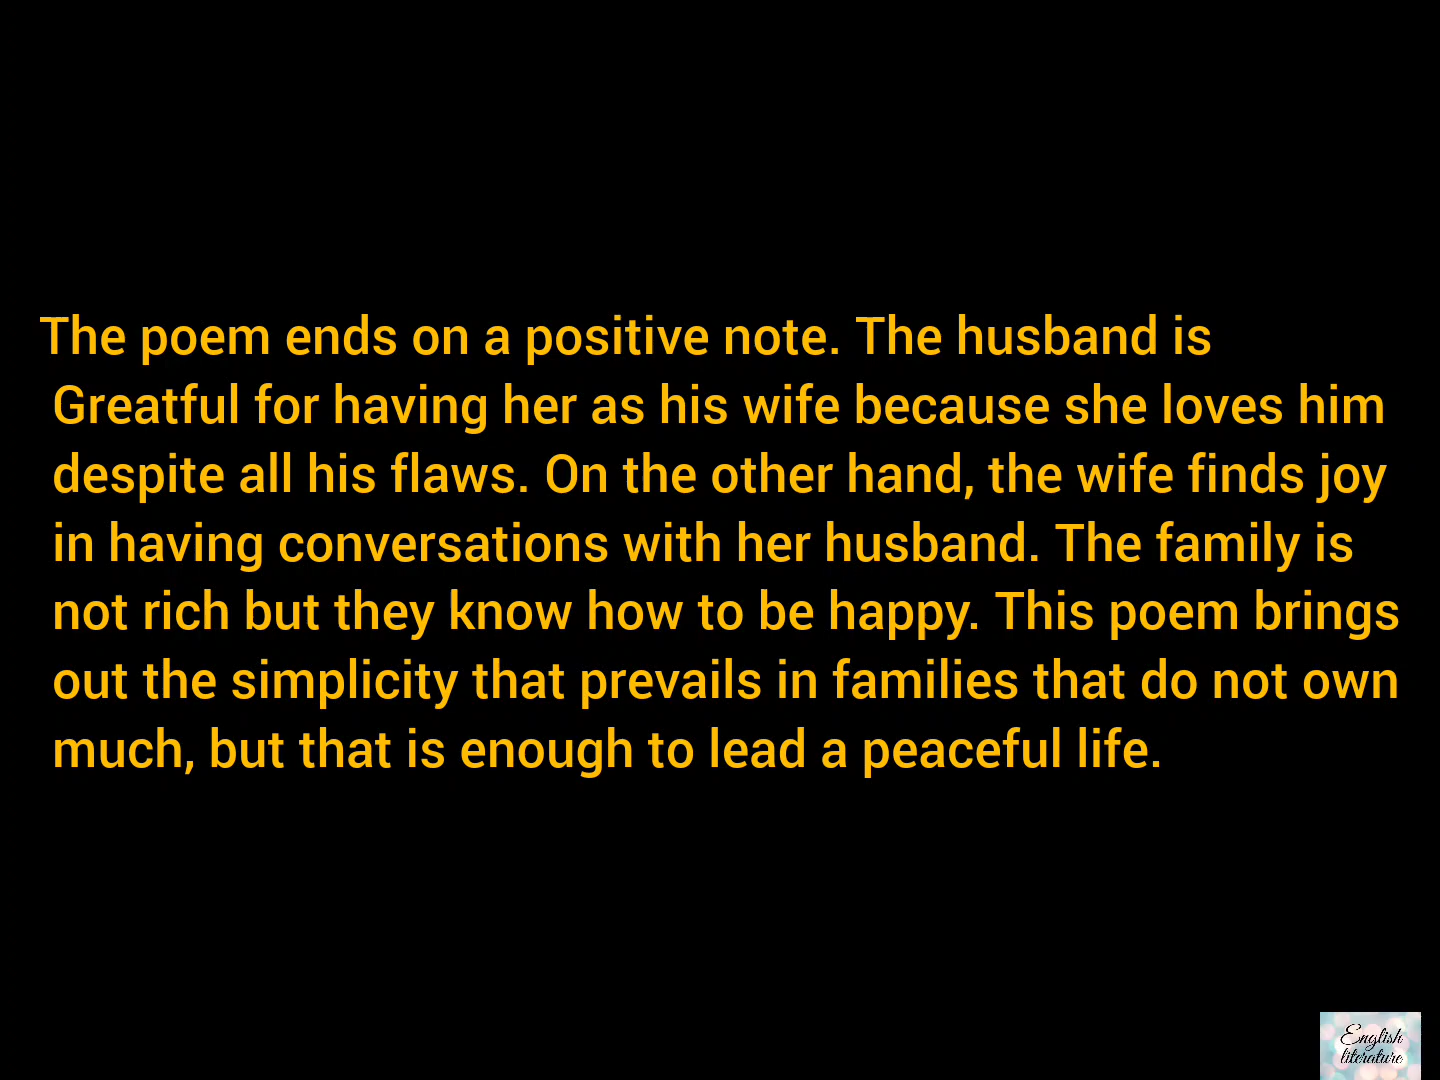 The poem ends on a positive note. The husband is
Greatful for having her as his wife because she loves him
despite all his flaws. On the other hand, the wife finds joy
in having conversations with her husband. The family is
not rich but they know how to be happy. This poem brings
out the simplicity that prevails in families that do not own
much, but that is enough to lead a peaceful life.
English
literature